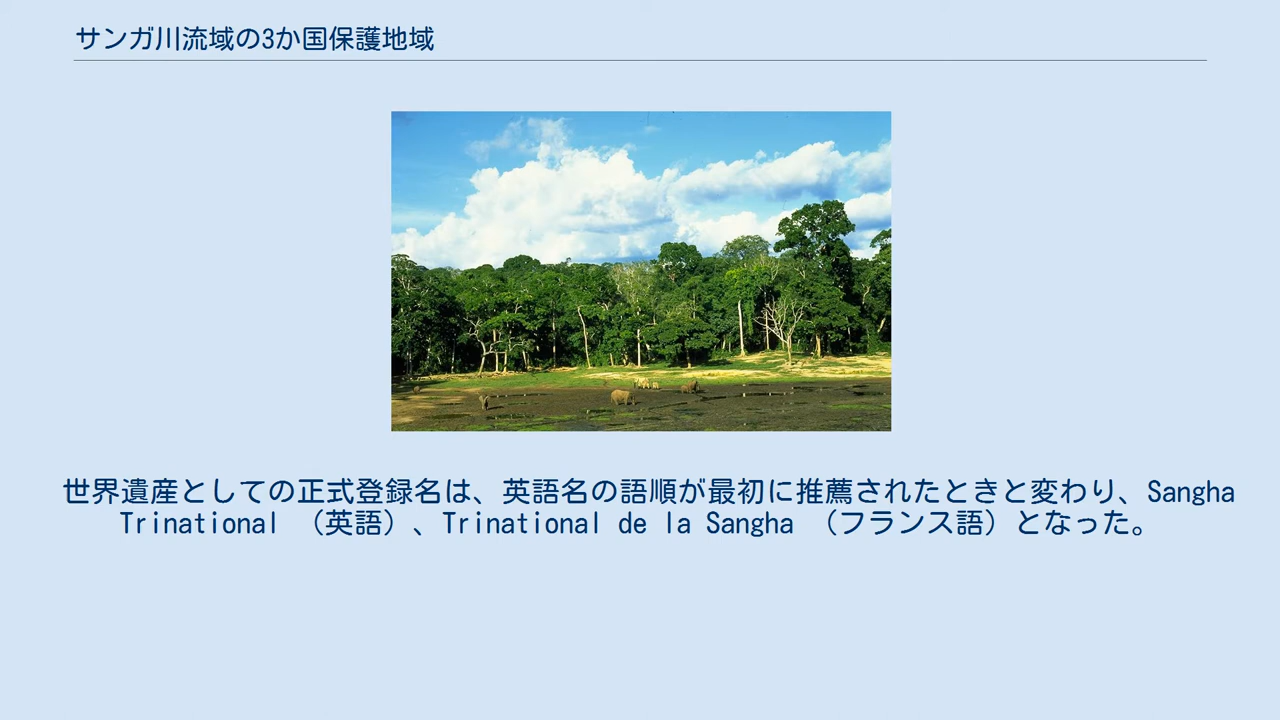 サンガ川流域の3か国保護地域
世界遺産としての正式登録名は、英語名の語順が最初に推薦されたときと変わり、Sangha
Trinational （英語）、Trinational de la Sangha （フランス語）となった。